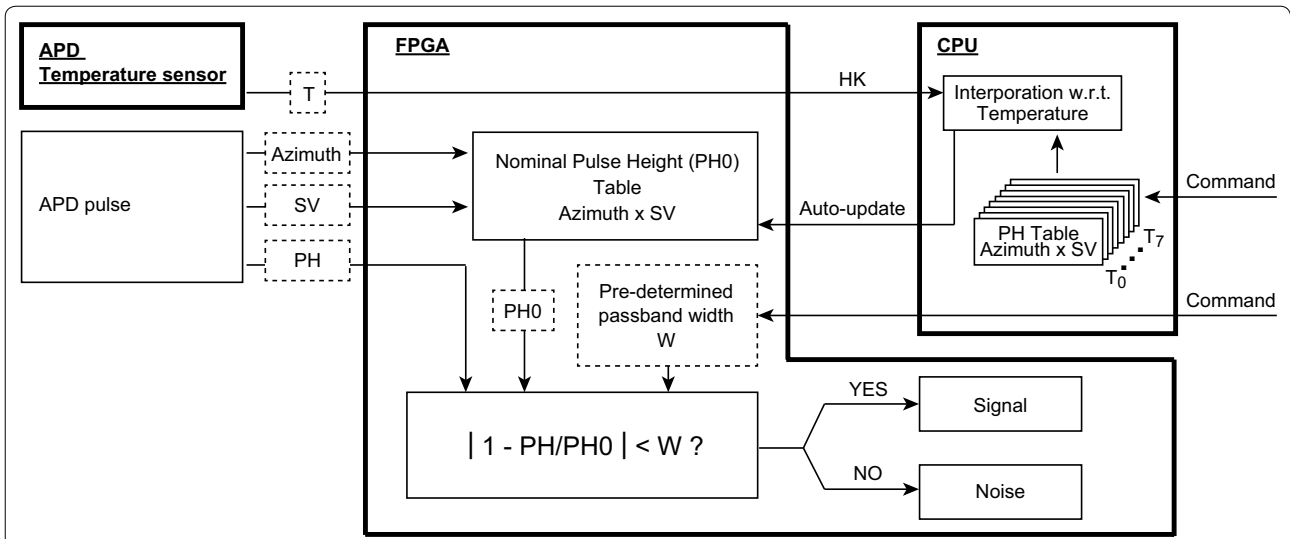 APD
Temperature sensor
T
FPGA
HK
CPU
Interporation w.r.t.
Temperature
APD pulse
Azimuth
SV
PH
Nominal Pulse Height (PH0)
Table
Azimuth x SV
Auto-update
PH Table
Azimuth x SV
T0
T7
Command
PH0
Pre-determined
passband width
W
Command
| 1 - PH/PH0 | < W ?
YES
Signal
NO
Noise